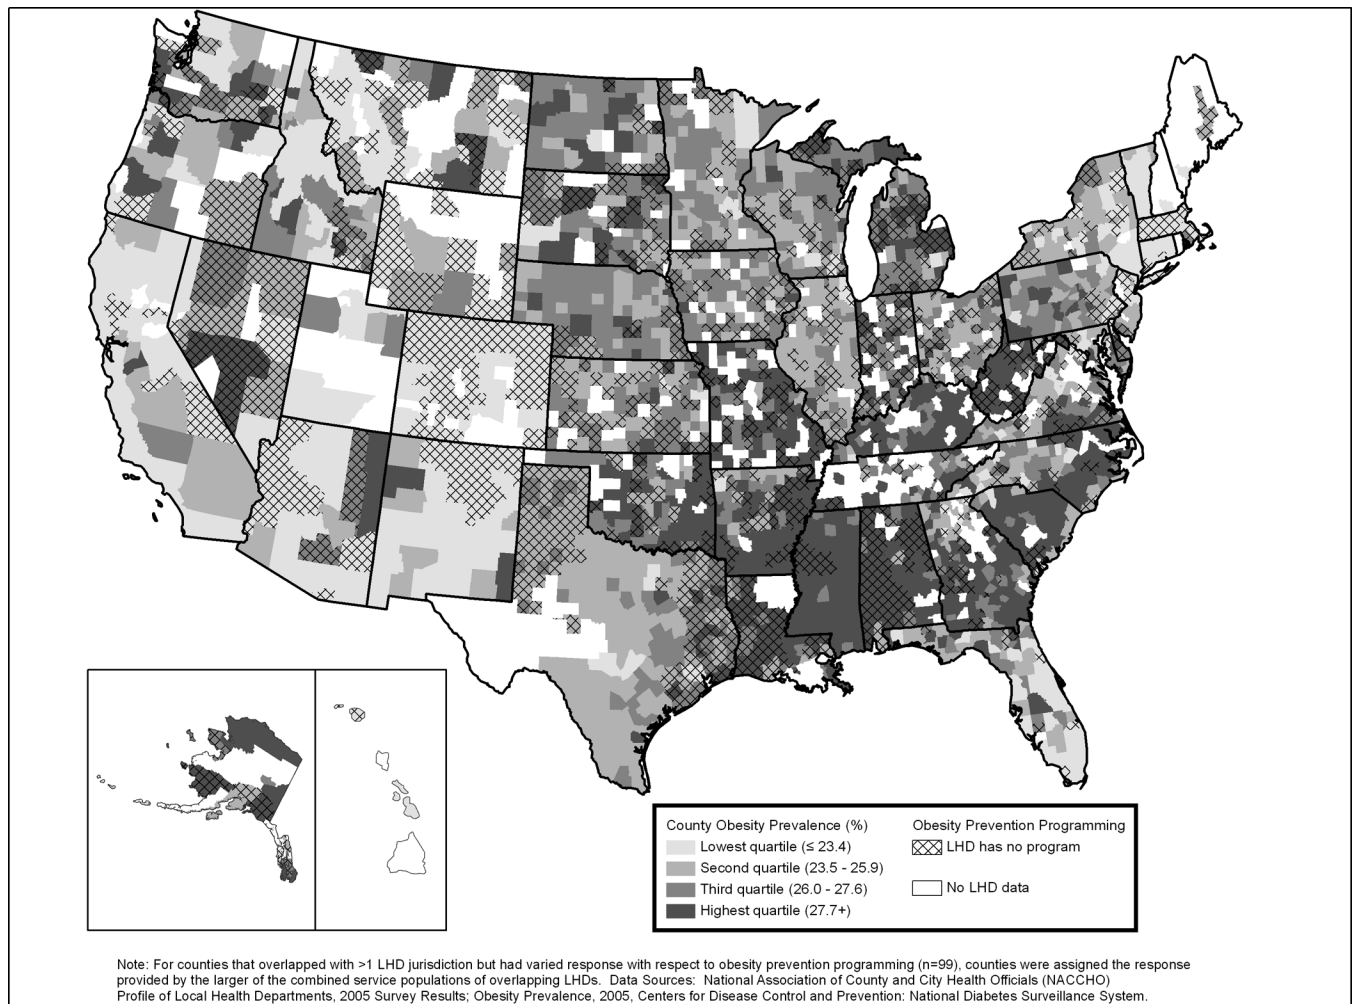 County Obesity Prevalence (%)
Lowest quartile (≤ 23.4)
Second quartile (23.5 - 25.9)
Third quartile (26.0 - 27.6)
Highest quartile (27.7+)
Obesity Prevention Programming
LHD has no program
No LHD data
Note: For counties that overlapped with >1 LHD jurisdiction but had varied response with respect to obesity prevention programming (n=99), counties were assigned the response
provided by the larger of the combined service populations of overlapping LHDs. Data Sources: National Association of County and City Health Officials (NACCHO)
Profile of Local Health Departments, 2005 Survey Results; Obesity Prevalence, 2005, Centers for Disease Control and Prevention: National Diabetes Surveillance System.